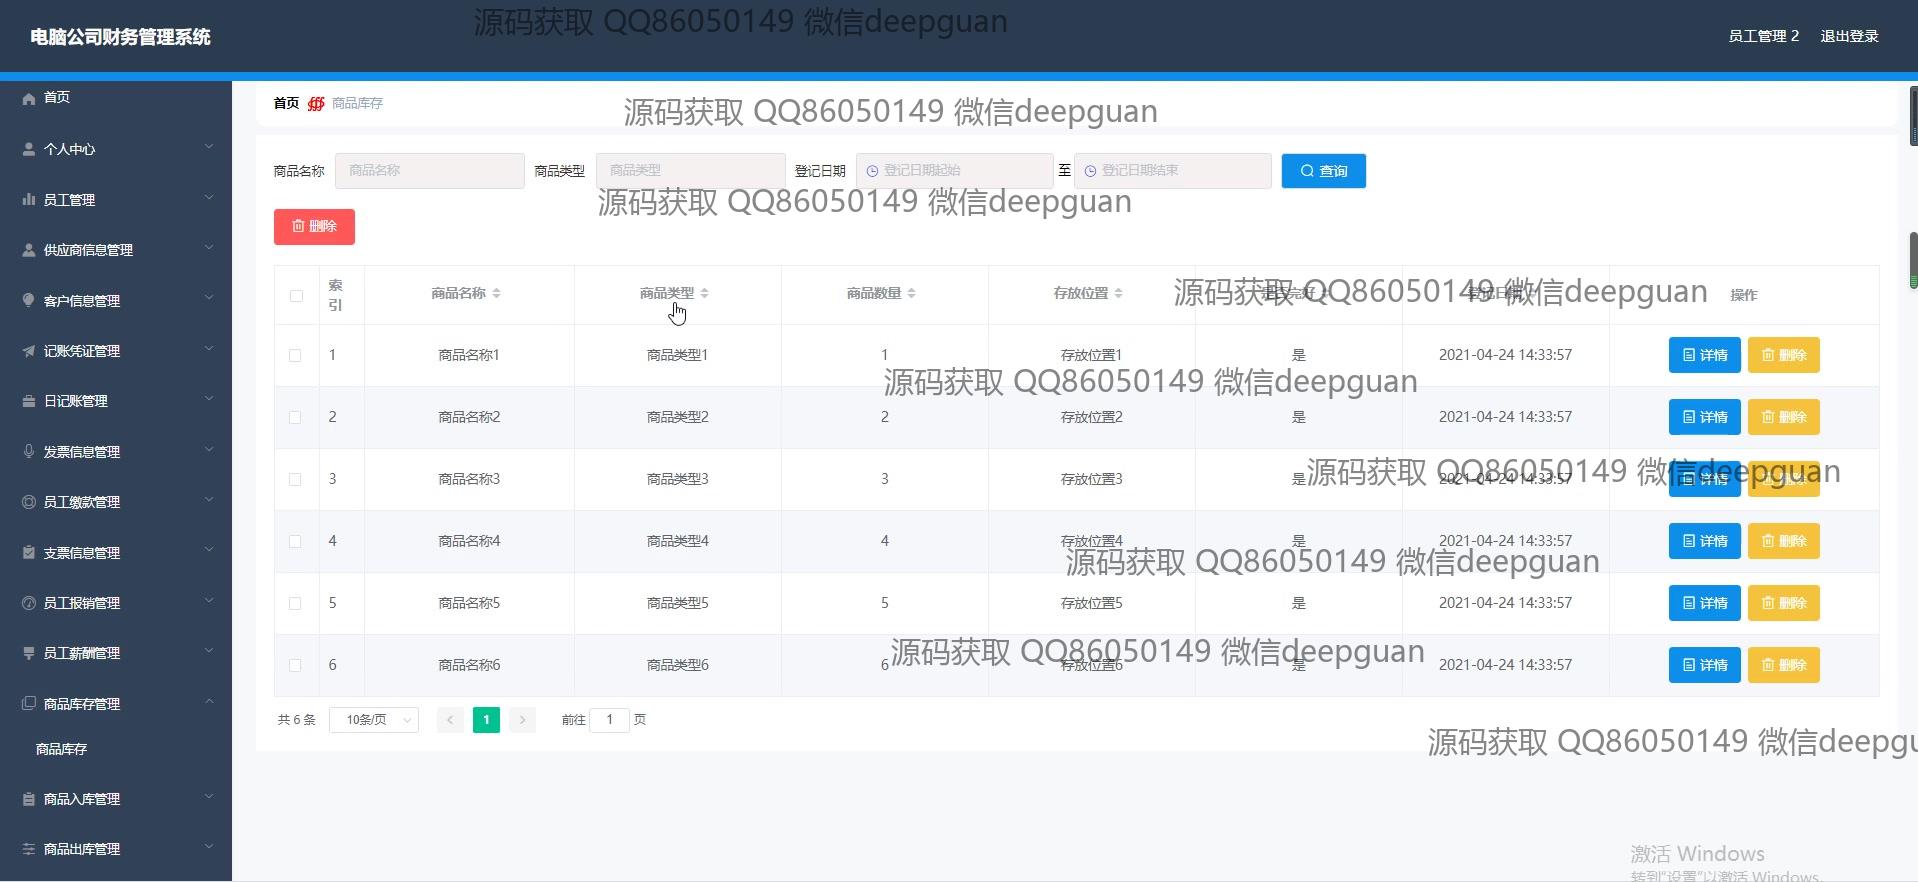 电脑公司财务管理系统
源码获取 QQ86050149 微信deepguan
员工管理 2 退出登录
首页
个人中心
员工管理
供应商信息管理
客户信息管理
记账凭证管理
日记账管理
发票信息管理
员工缴款管理
支票信息管理
员工报销管理
员工薪酬管理
商品库存管理
商品库存
商品入库管理
商品出库管理
首页 商品库存
源码获取 QQ86050149 微信deepguan
商品名称 商品名称 商品类型 商品类型 登记日期 登记日期起始 至 登记日期结束 查询
源码获取 QQ86050149 微信deepguan
删除
索引 商品名称 商品类型 商品数量 存放位置 是否完好 登记日期 操作
源码获取 QQ86050149 微信deepguan
1 商品名称1 商品类型1 1 存放位置1 是 2021-04-24 14:33:57 详情 删除
源码获取 QQ86050149 微信deepguan
2 商品名称2 商品类型2 2 存放位置2 是 2021-04-24 14:33:57 详情 删除
3 商品名称3 商品类型3 3 存放位置3 是 2021-04-24 14:33:57 详情 删除
源码获取 QQ86050149 微信deepguan
4 商品名称4 商品类型4 4 存放位置4 是 2021-04-24 14:33:57 详情 删除
源码获取 QQ86050149 微信deepguan
5 商品名称5 商品类型5 5 存放位置5 是 2021-04-24 14:33:57 详情 删除
6 商品名称6 商品类型6 6 存放位置6 是 2021-04-24 14:33:57 详情 删除
源码获取 QQ86050149 微信deepguan
共 6 条 10条/页 1 前往 1 页
源码获取 QQ86050149 微信deepgu
激活 Windows
转到"设置"以激活 Windows。